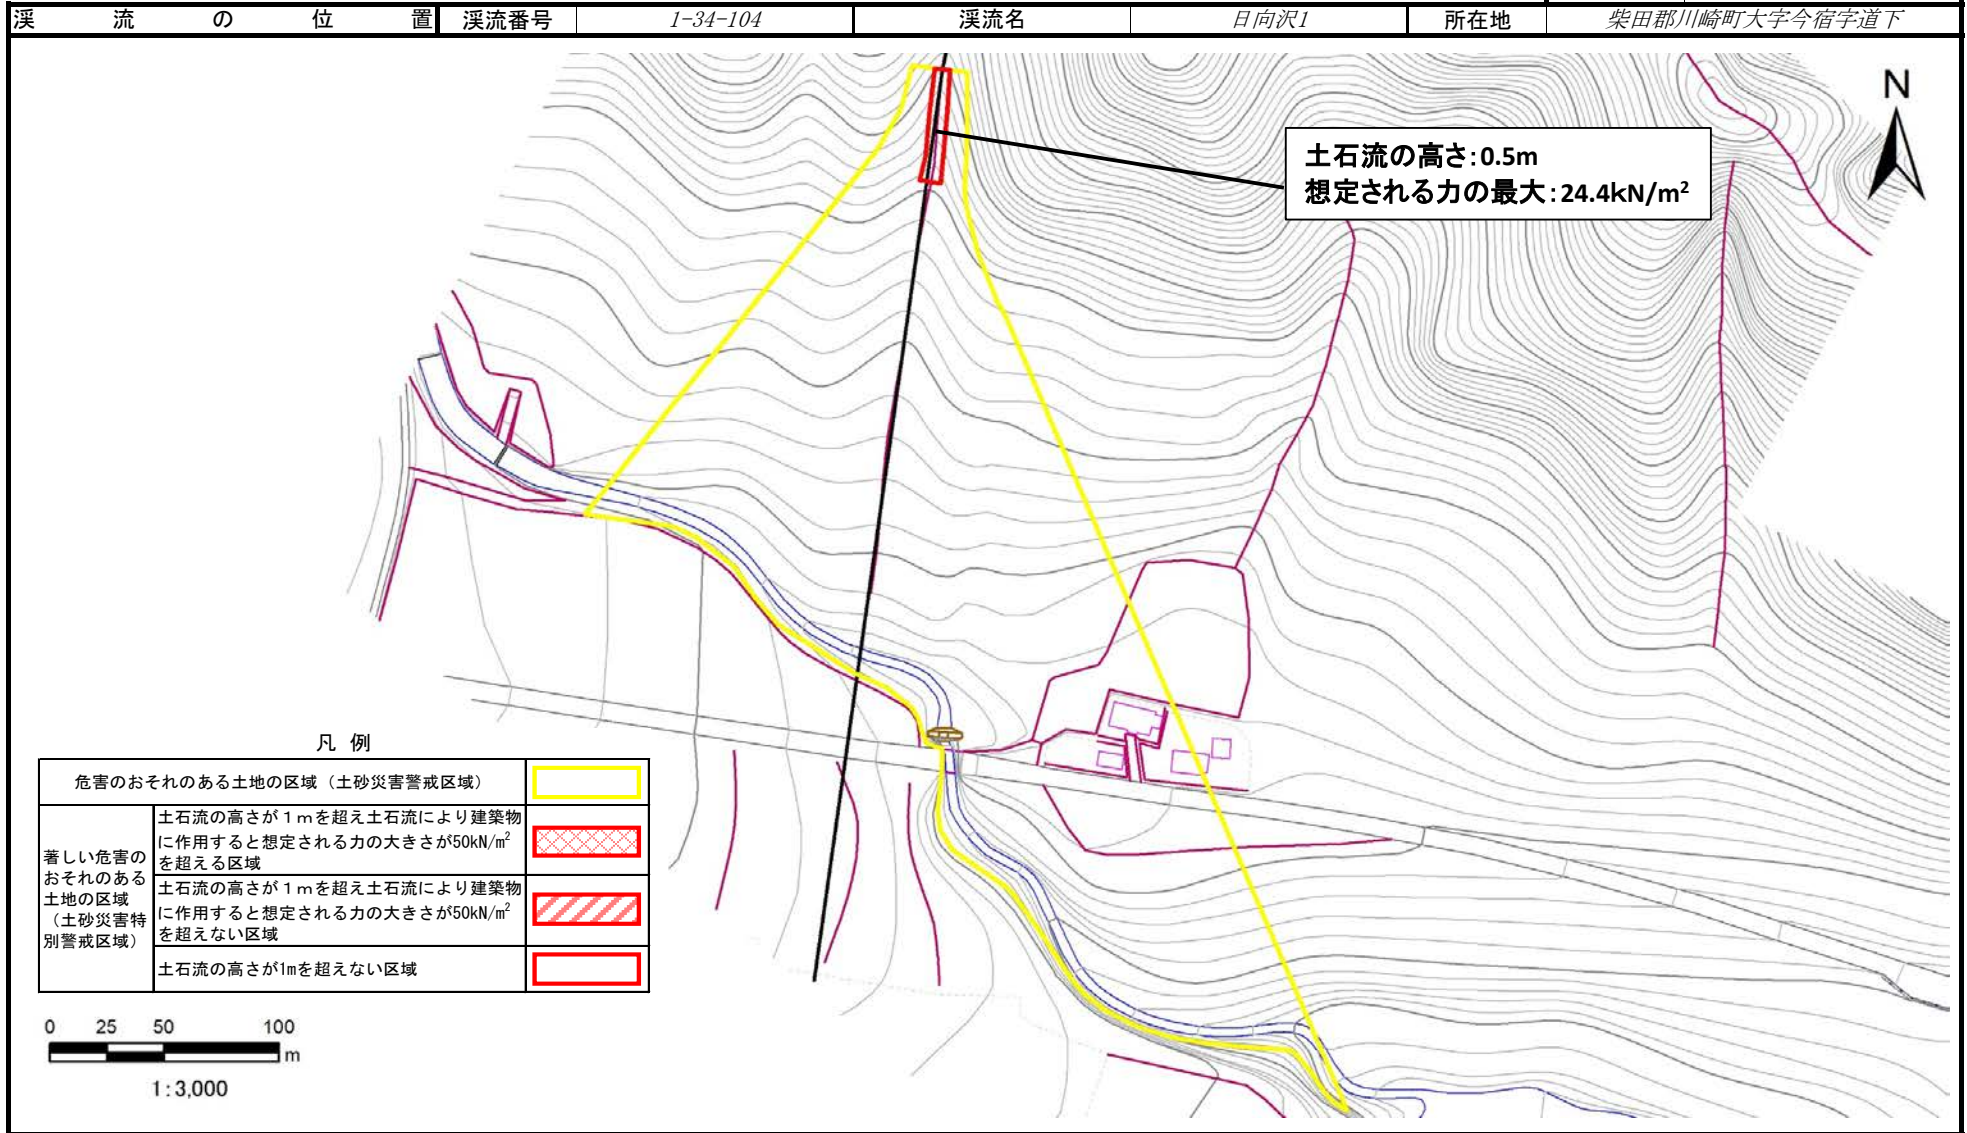 渓流の位置 渓流番号 1-34-104 渓流名 日向沢1 所在地 柴田郡川崎町大字今宿字道下
N
土石流の高さ:0.5m
想定される力の最大:24.4kN/m²
凡 例
危害のおそれのある土地の区域（土砂災害警戒区域）
著しい危害の
おそれのある
土地の区域
（土砂災害特
別警戒区域）
土石流の高さが１ｍを超え土石流により建築物
に作用すると想定される力の大きさが50kN/m²
を超える区域
土石流の高さが１ｍを超え土石流により建築物
に作用すると想定される力の大きさが50kN/m²
を超えない区域
土石流の高さが1mを超えない区域
0 25 50 100
m
1:3,000